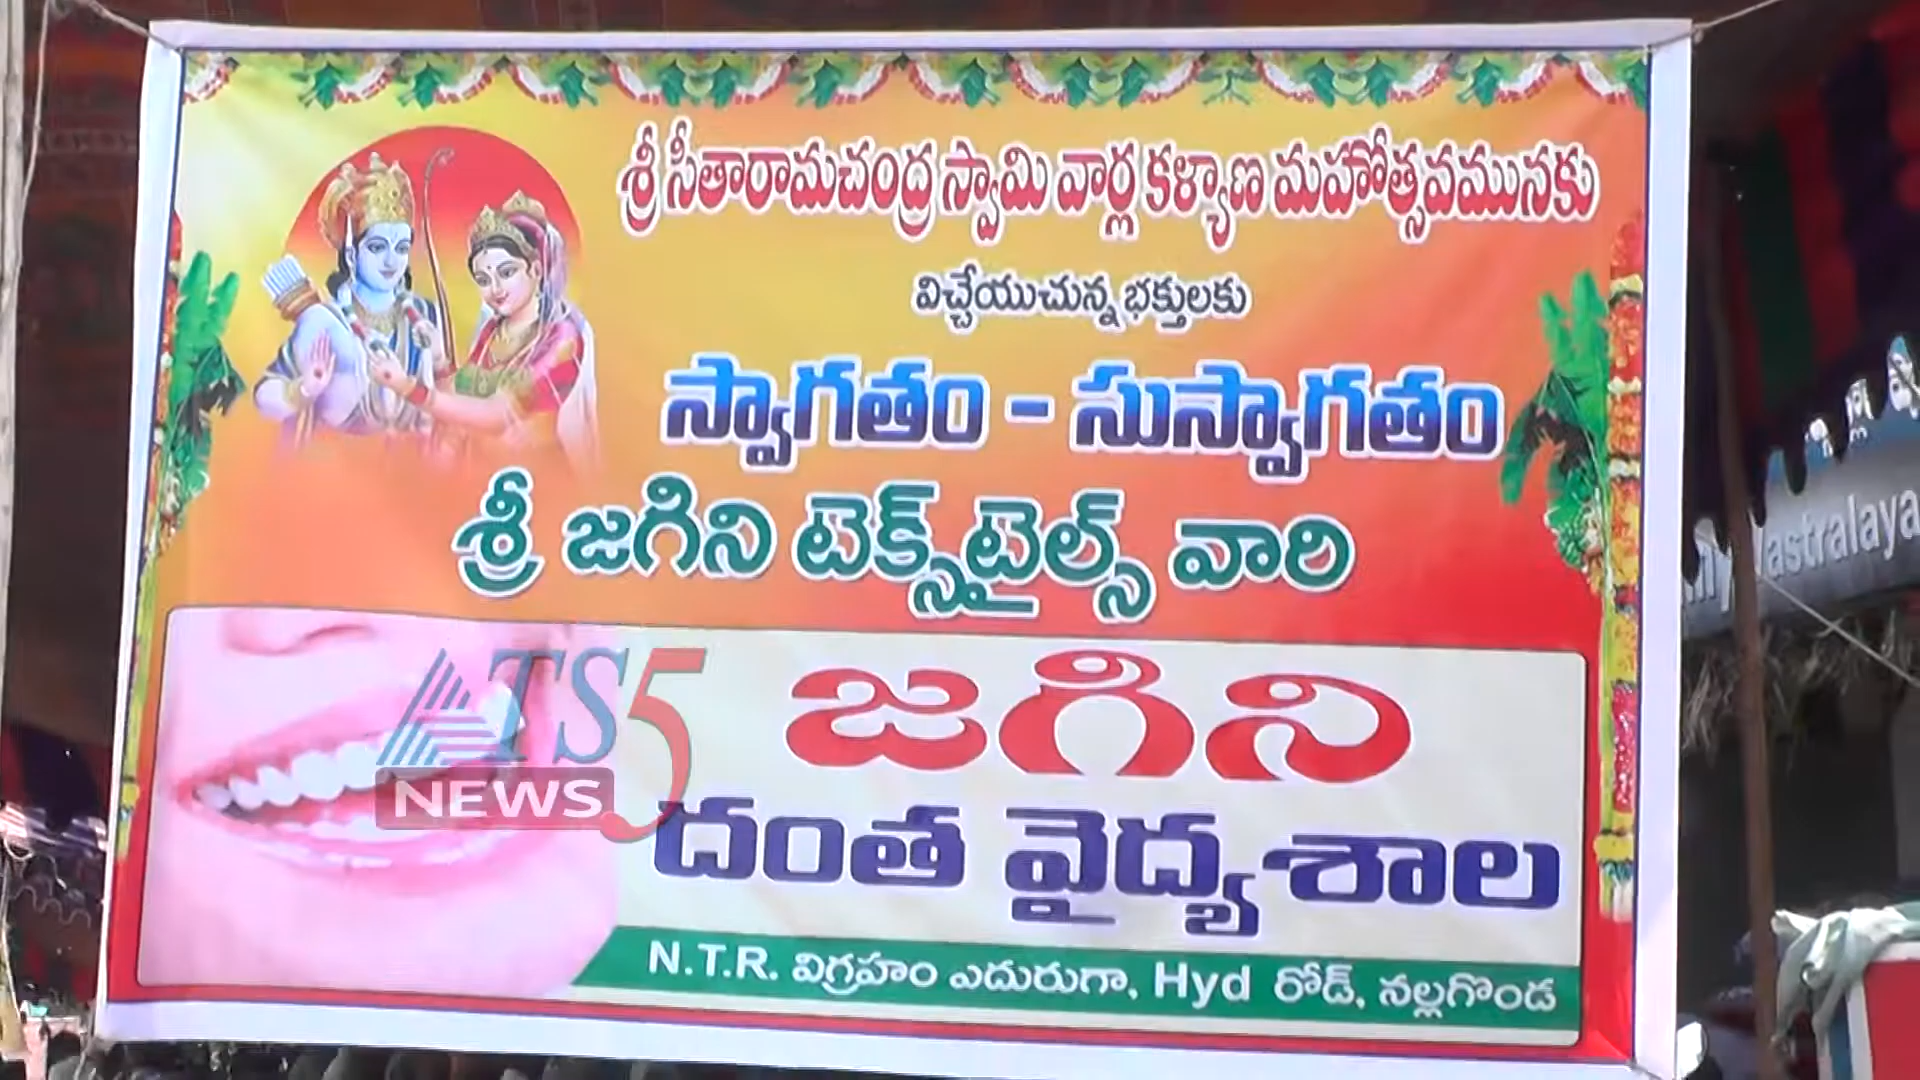 శ్రీ సీతారామచంద్ర స్వామి వార్ల కళ్యాణ మహోత్సవమునకు
విచ్చేయుచున్న భక్తులకు
స్వాగతం - సుస్వాగతం
శ్రీ జగిని టెక్స్‌టైల్స్ వారి
జగిని
దంత వైద్యశాల
N.T.R. విగ్రహం ఎదురుగా, Hyd రోడ్, నల్లగొండ
TS5
NEWS
Vastralaya